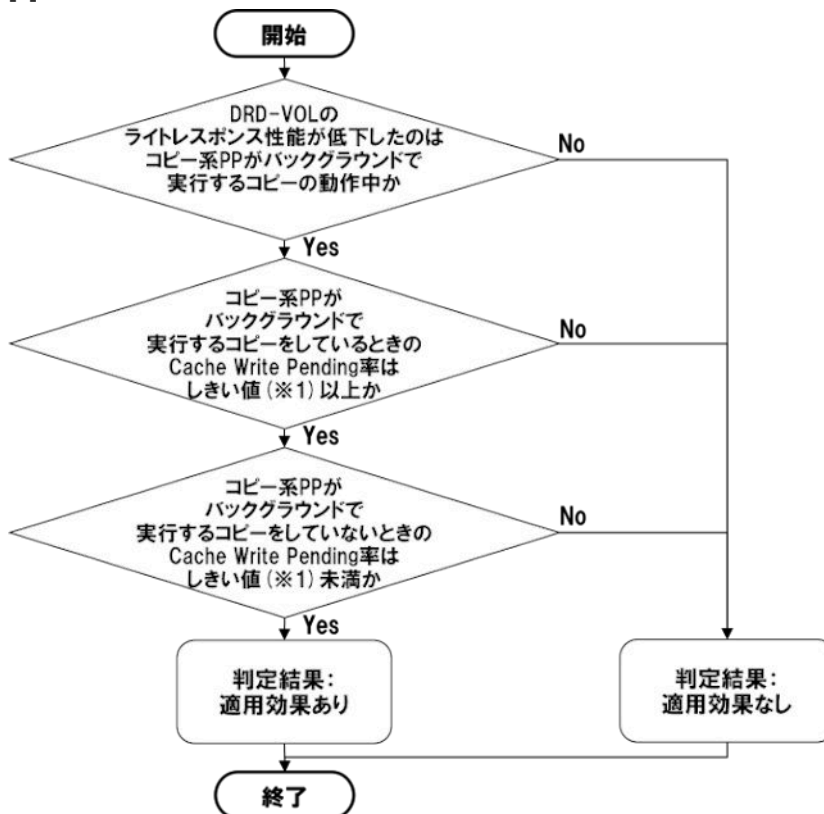 開始
DRD-VOLの
ライトレスポンス性能が低下したのは
コピー系PPがバックグラウンドで
実行するコピーの動作中か
No
Yes
コピー系PPが
バックグラウンドで
実行するコピーをしているときの
Cache Write Pending率は
しきい値(※1)以上か
No
Yes
コピー系PPが
バックグラウンドで
実行するコピーをしていないときの
Cache Write Pending率は
しきい値(※1)未満か
No
Yes
判定結果:
適用効果あり
判定結果:
適用効果なし
終了